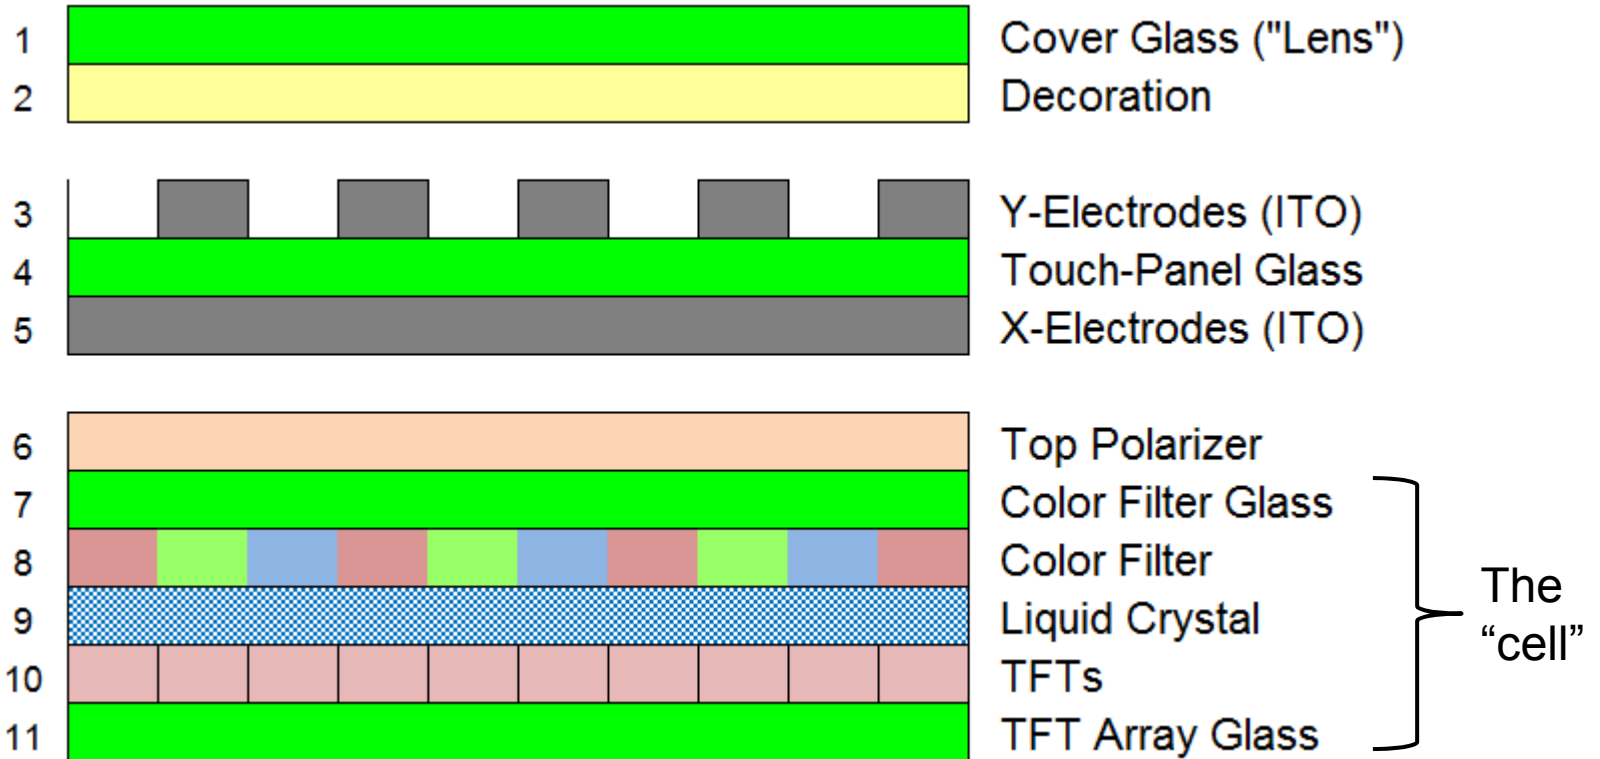 1 Cover Glass ("Lens")
2 Decoration
3 Y-Electrodes (ITO)
4 Touch-Panel Glass
5 X-Electrodes (ITO)
6 Top Polarizer
7 Color Filter Glass
8 Color Filter
9 Liquid Crystal
10 TFTs
11 TFT Array Glass
The
“cell”